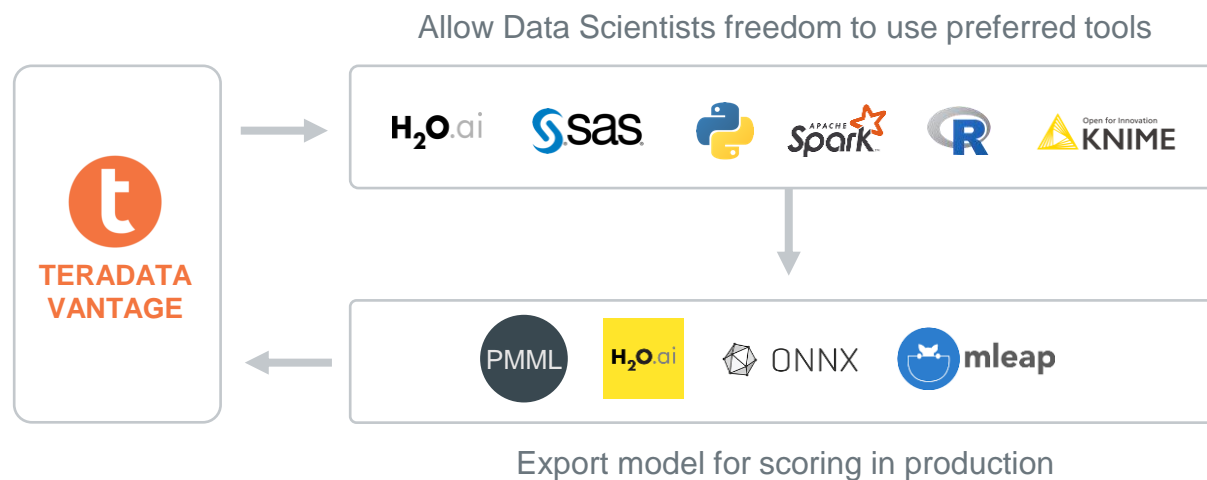 Allow Data Scientists freedom to use preferred tools
H2O.ai
sas
APACHE
Spark
R
Open for Innovation
KNIME
t
TERADATA
VANTAGE
PMML
H2O.ai
ONNX
mleap
Export model for scoring in production